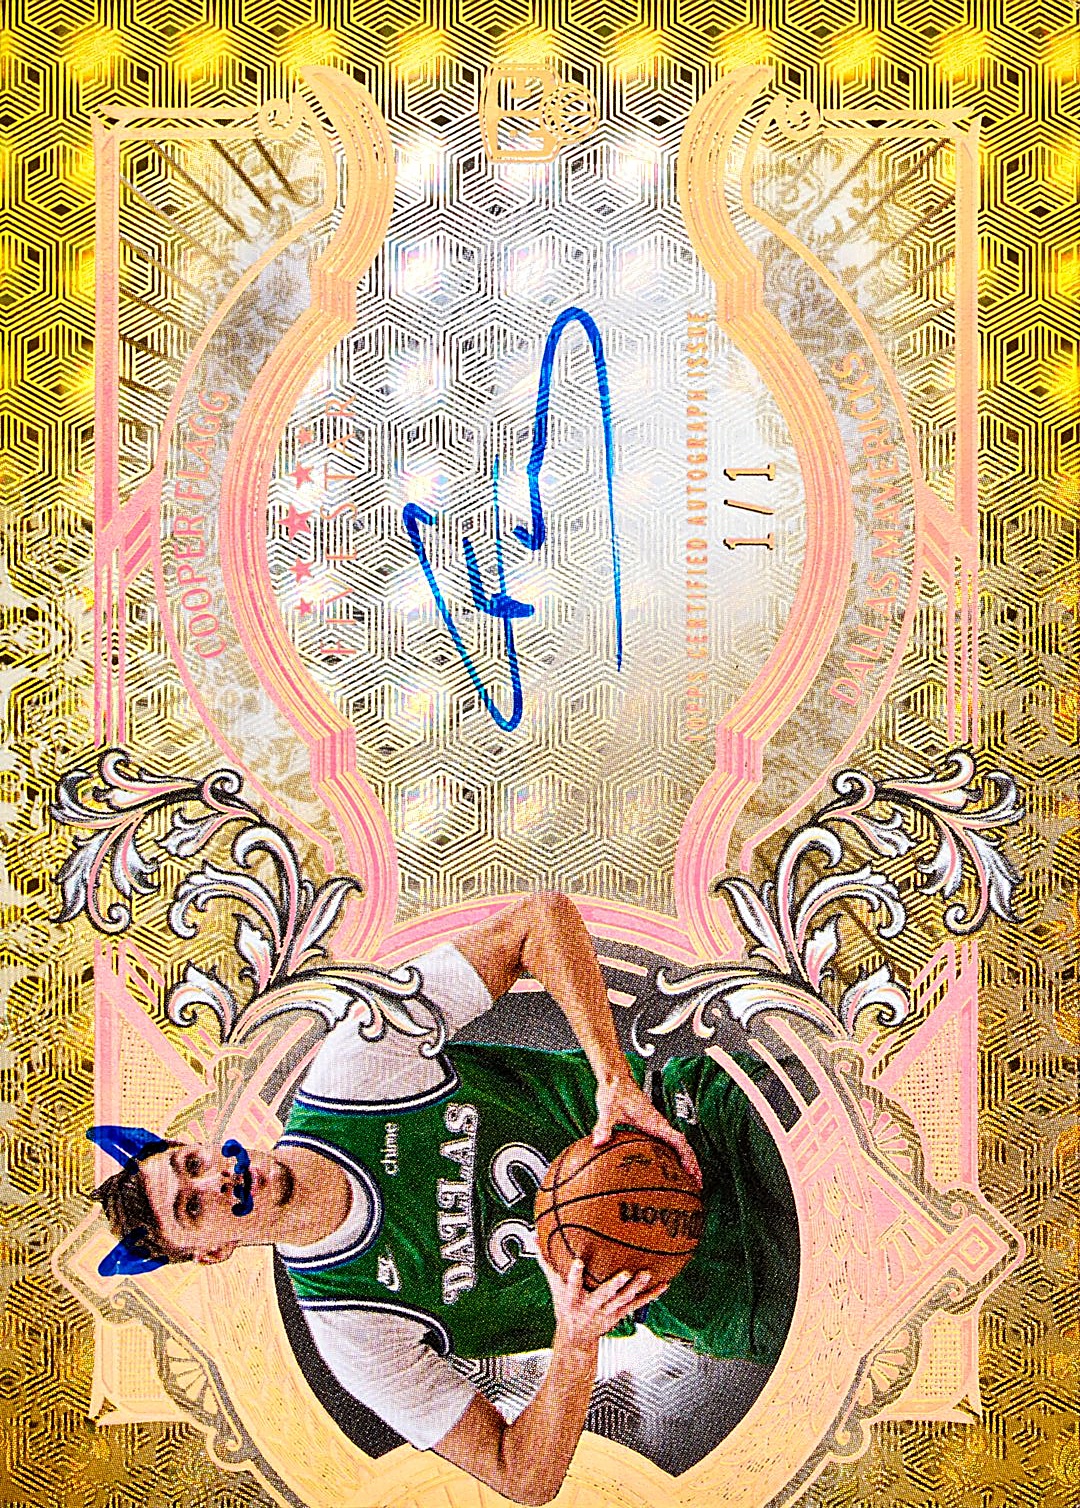 COOPER FLAGG
FIVE STAR
TOPPS CERTIFIED AUTOGRAPH ISSUE
1/1
DALLAS MAVERICKS
chime
DALLAS
32
Wilson